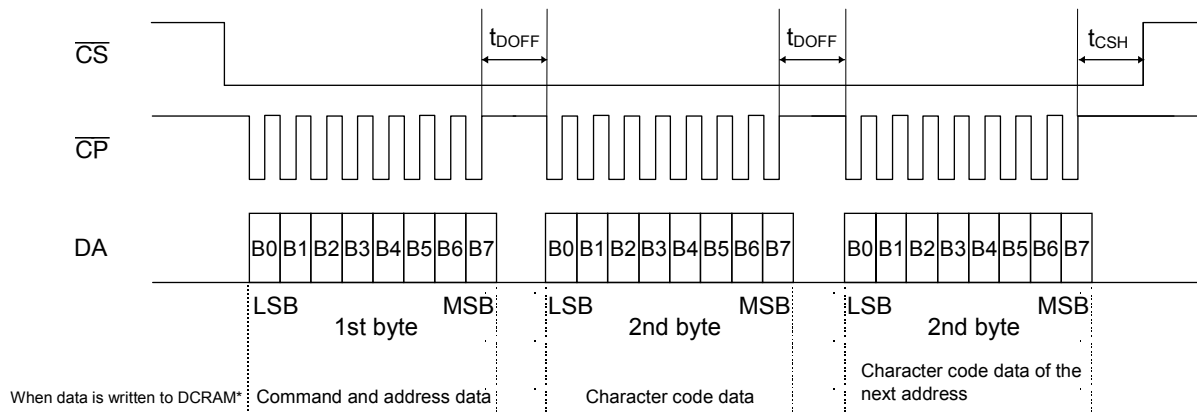 CS
tDOFF
tDOFF
tCSH
CP
DA
B0 B1 B2 B3 B4 B5 B6 B7
B0 B1 B2 B3 B4 B5 B6 B7
B0 B1 B2 B3 B4 B5 B6 B7
LSB MSB
LSB MSB
LSB MSB
1st byte
2nd byte
2nd byte
When data is written to DCRAM*
Command and address data
Character code data
Character code data of the
next address